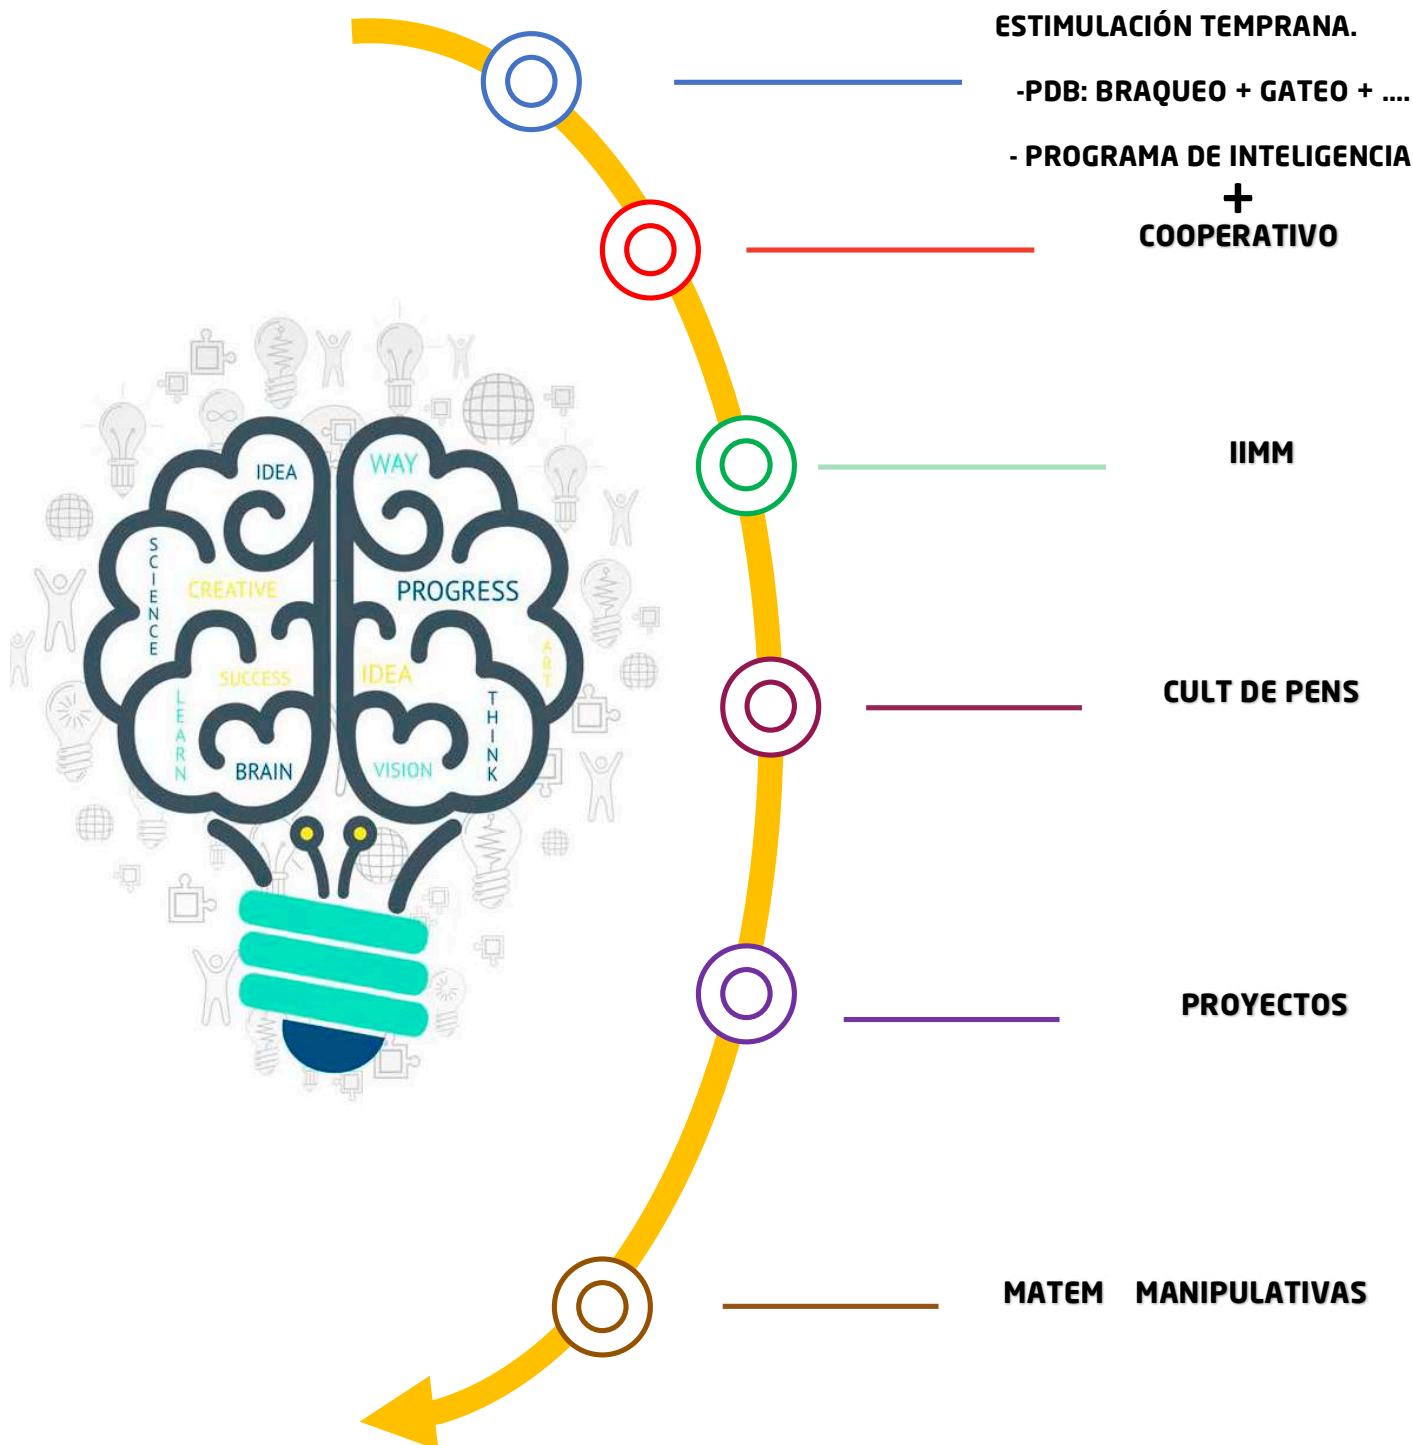 ESTIMULACIÓN TEMPRANA.
-PDB: BRAQUEO + GATEO + ....
- PROGRAMA DE INTELIGENCIA
+
COOPERATIVO
IIMM
CULT DE PENS
PROYECTOS
MATEM MANIPULATIVAS
IDEA
WAY
SCIENCE
CREATIVE
PROGRESS
SUCCESS
IDEA
ART
LEARN
THINK
BRAIN
VISION